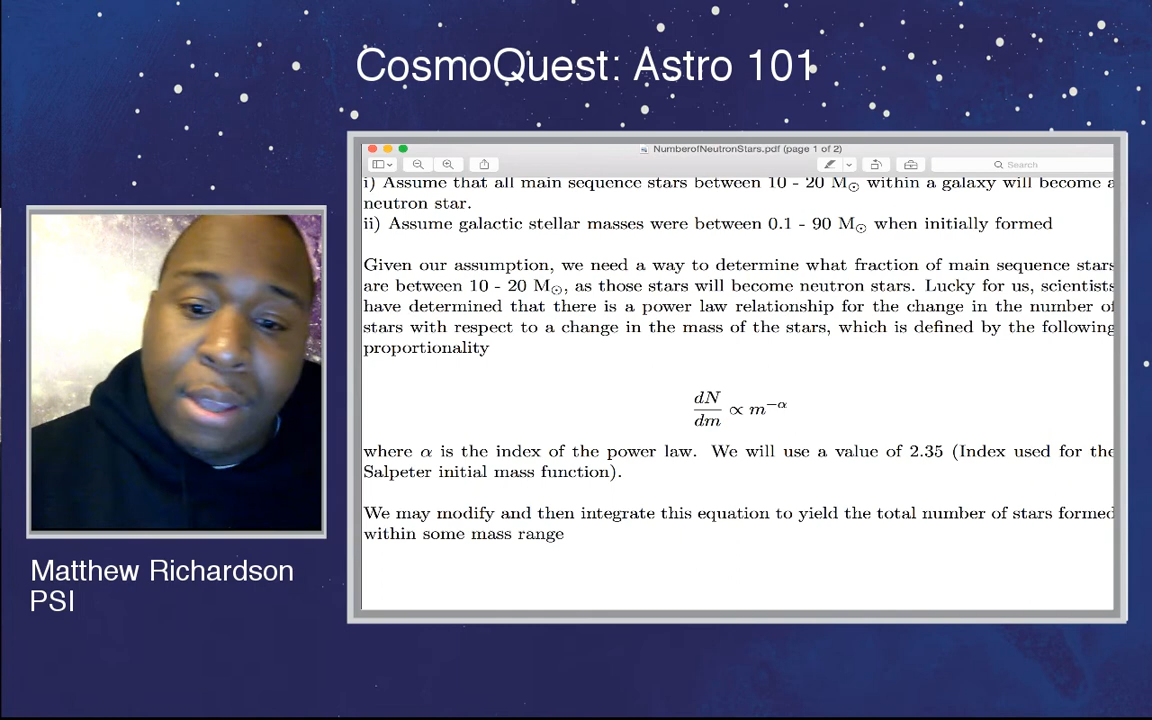 CosmoQuest: Astro 101
NumberofNeutronStars.pdf (page 1 of 2)
Search
i) Assume that all main sequence stars between 10 - 20 M⊙ within a galaxy will become a
neutron star.
ii) Assume galactic stellar masses were between 0.1 - 90 M⊙ when initially formed
Given our assumption, we need a way to determine what fraction of main sequence stars
are between 10 - 20 M⊙, as those stars will become neutron stars. Lucky for us, scientists
have determined that there is a power law relationship for the change in the number of
stars with respect to a change in the mass of the stars, which is defined by the following
proportionality
dN/dm ∝ m^−α
where α is the index of the power law. We will use a value of 2.35 (Index used for the
Salpeter initial mass function).
We may modify and then integrate this equation to yield the total number of stars formed
within some mass range
Matthew Richardson
PSI